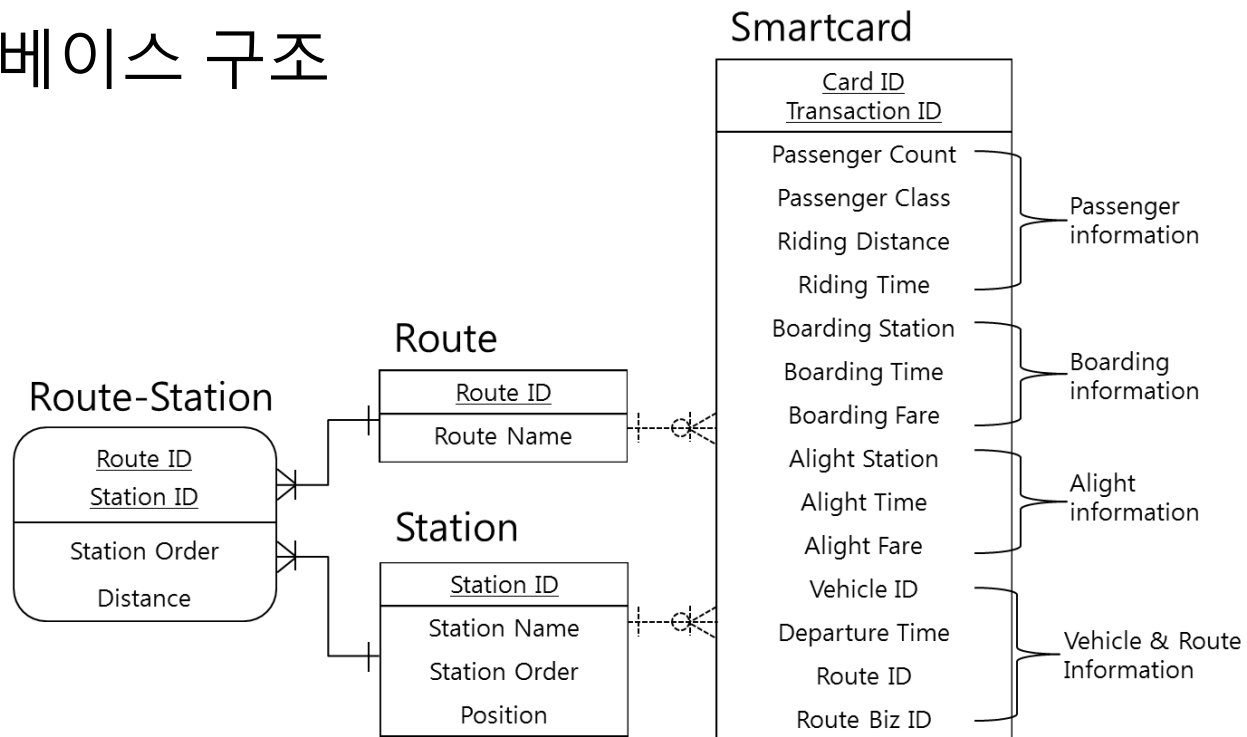 베이스 구조
Smartcard
Card ID
Transaction ID
Passenger Count
Passenger Class
Riding Distance
Riding Time
Boarding Station
Boarding Time
Boarding Fare
Alight Station
Alight Time
Alight Fare
Vehicle ID
Departure Time
Route ID
Route Biz ID
Passenger
information
Boarding
information
Alight
information
Vehicle & Route
Information
Route
Route ID
Route Name
Route-Station
Route ID
Station ID
Station Order
Distance
Station
Station ID
Station Name
Station Order
Position